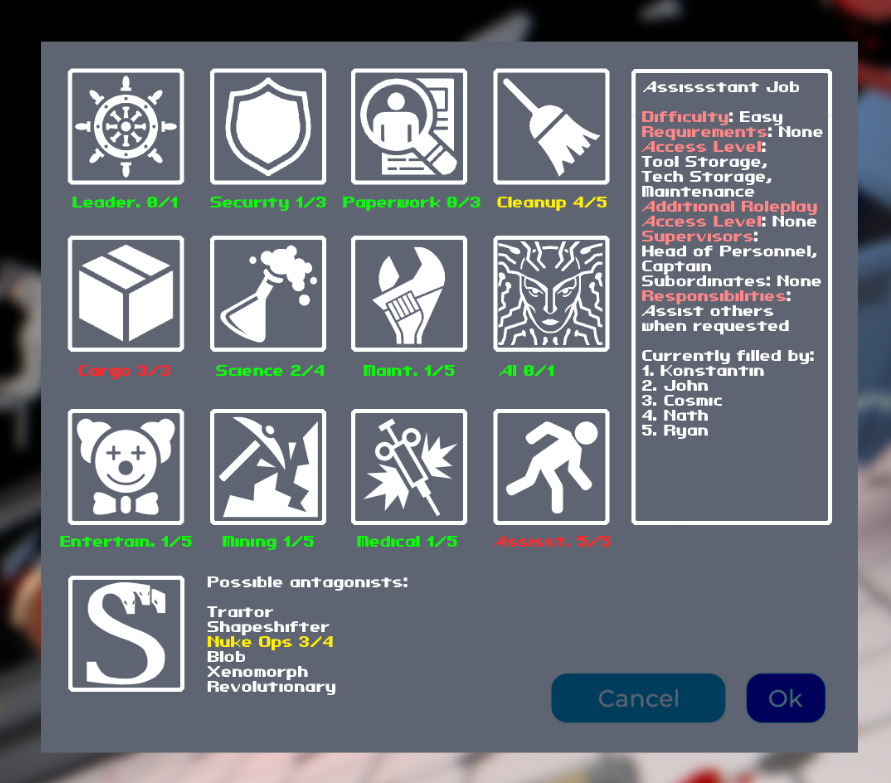 Leader. 0/1
Security 1/3
Paperwork 0/3
Cleanup 4/5
Cargo 3/3
Science 2/4
Maint. 1/5
AI 0/1
Entertain. 1/5
Mining 1/5
Medical 1/5
Assisst. 5/5
Assissstant Job
Difficulty: Easy
Requirements: None
Access Level:
Tool Storage,
Tech Storage,
Maintenance
Additional Roleplay
Access Level: None
Supervisors:
Head of Personnel,
Captain
Subordinates: None
Responsibilities:
Assist others
when requested
Currently filled by:
1. Konstantin
2. John
3. Cosmic
4. Nath
5. Ryan
S
Possible antagonists:
Traitor
Shapeshifter
Nuke Ops 3/4
Blob
Xenomorph
Revolutionary
Cancel
Ok